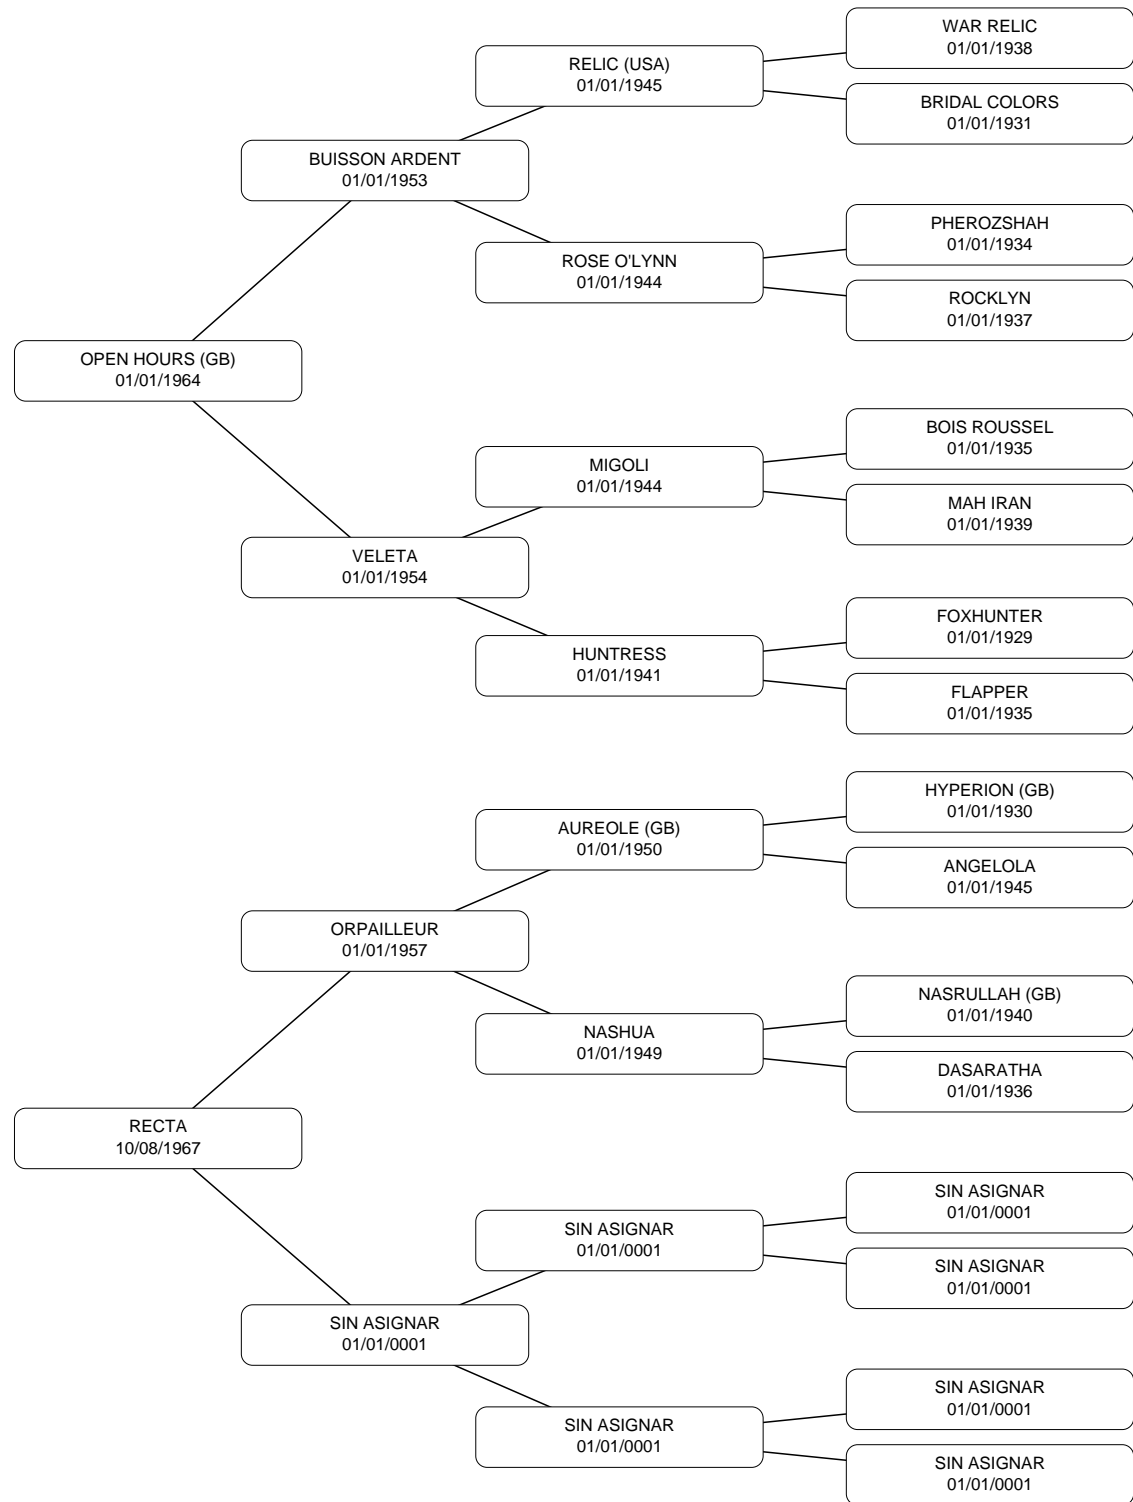 WAR RELIC
01/01/1938
RELIC (USA)
01/01/1945
BRIDAL COLORS
01/01/1931
BUISSON ARDENT
01/01/1953
PHEROZSHAH
01/01/1934
ROSE O'LYNN
01/01/1944
ROCKLYN
01/01/1937
OPEN HOURS (GB)
01/01/1964
BOIS ROUSSEL
01/01/1935
MIGOLI
01/01/1944
MAH IRAN
01/01/1939
VELETA
01/01/1954
FOXHUNTER
01/01/1929
HUNTRESS
01/01/1941
FLAPPER
01/01/1935
HYPERION (GB)
01/01/1930
AUREOLE (GB)
01/01/1950
ANGELOLA
01/01/1945
ORPAILLEUR
01/01/1957
NASRULLAH (GB)
01/01/1940
NASHUA
01/01/1949
DASARATHA
01/01/1936
RECTA
10/08/1967
SIN ASIGNAR
01/01/0001
SIN ASIGNAR
01/01/0001
SIN ASIGNAR
01/01/0001
SIN ASIGNAR
01/01/0001
SIN ASIGNAR
01/01/0001
SIN ASIGNAR
01/01/0001
SIN ASIGNAR
01/01/0001